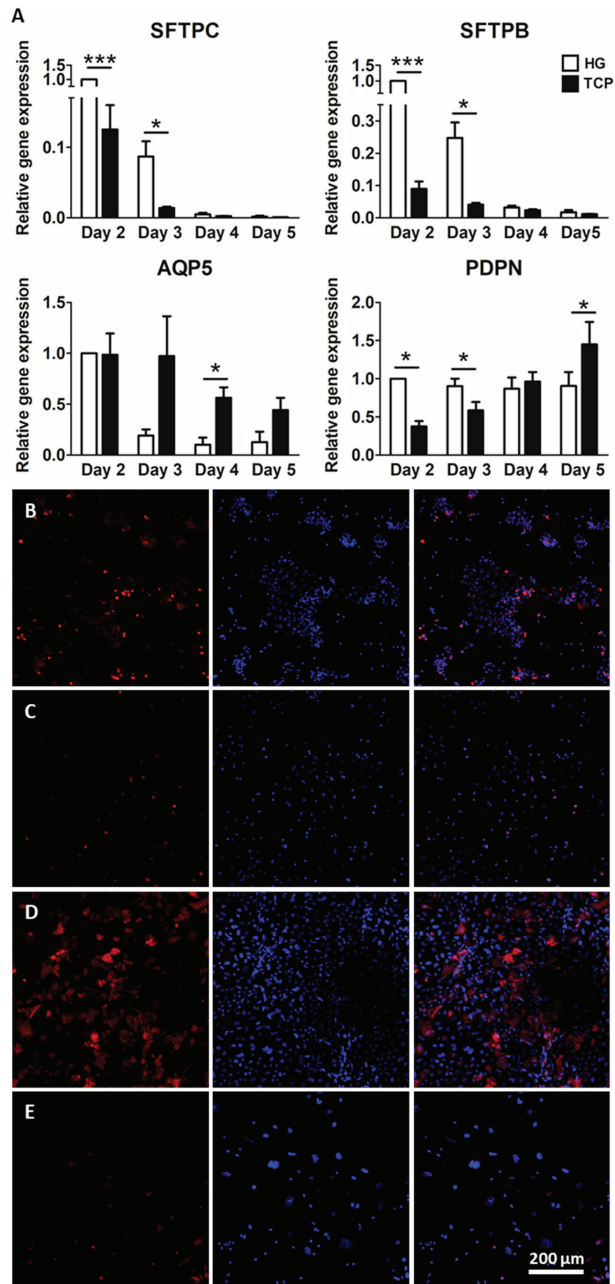 A
SFTPC
SFTPB
Relative gene expression
***
*
1.0
0.1
0.0
Day 2 Day 3 Day 4 Day 5
Relative gene expression
***
*
1.0
0.3
0.2
0.1
0.0
Day 2 Day 3 Day 4 Day5
HG
TCP
AQP5
PDPN
Relative gene expression
*
1.5
1.0
0.5
0.0
Day 2 Day 3 Day 4 Day 5
Relative gene expression
*
*
*
2.0
1.5
1.0
0.5
0.0
Day 2 Day 3 Day 4 Day 5
B
C
D
E
200 µm